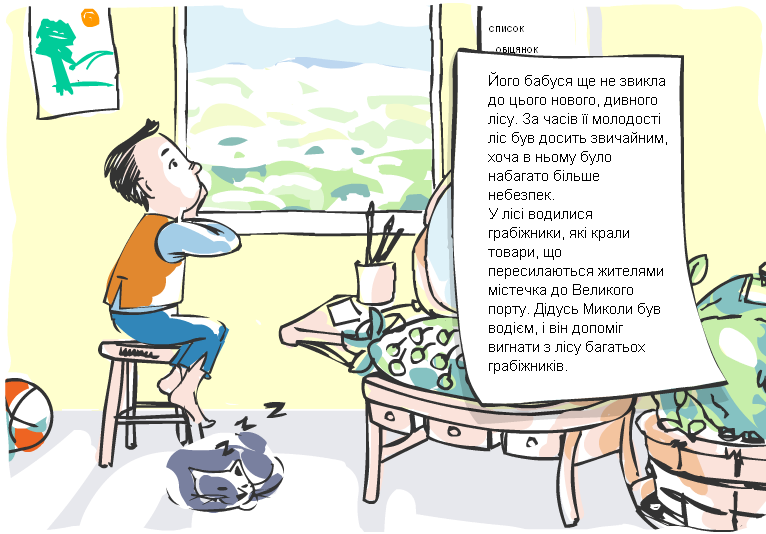 список
обіцянок
Його бабуся ще не звикла
до цього нового, дивного
лісу. За часів її молодості
ліс був досить звичайним,
хоча в ньому було
набагато більше
небезпек.
У лісі водилися
грабіжники, які крали
товари, що
пересилаються жителями
містечка до Великого
порту. Дідусь Миколи був
водієм, і він допоміг
вигнати з лісу багатьох
грабіжників.
z
z
z